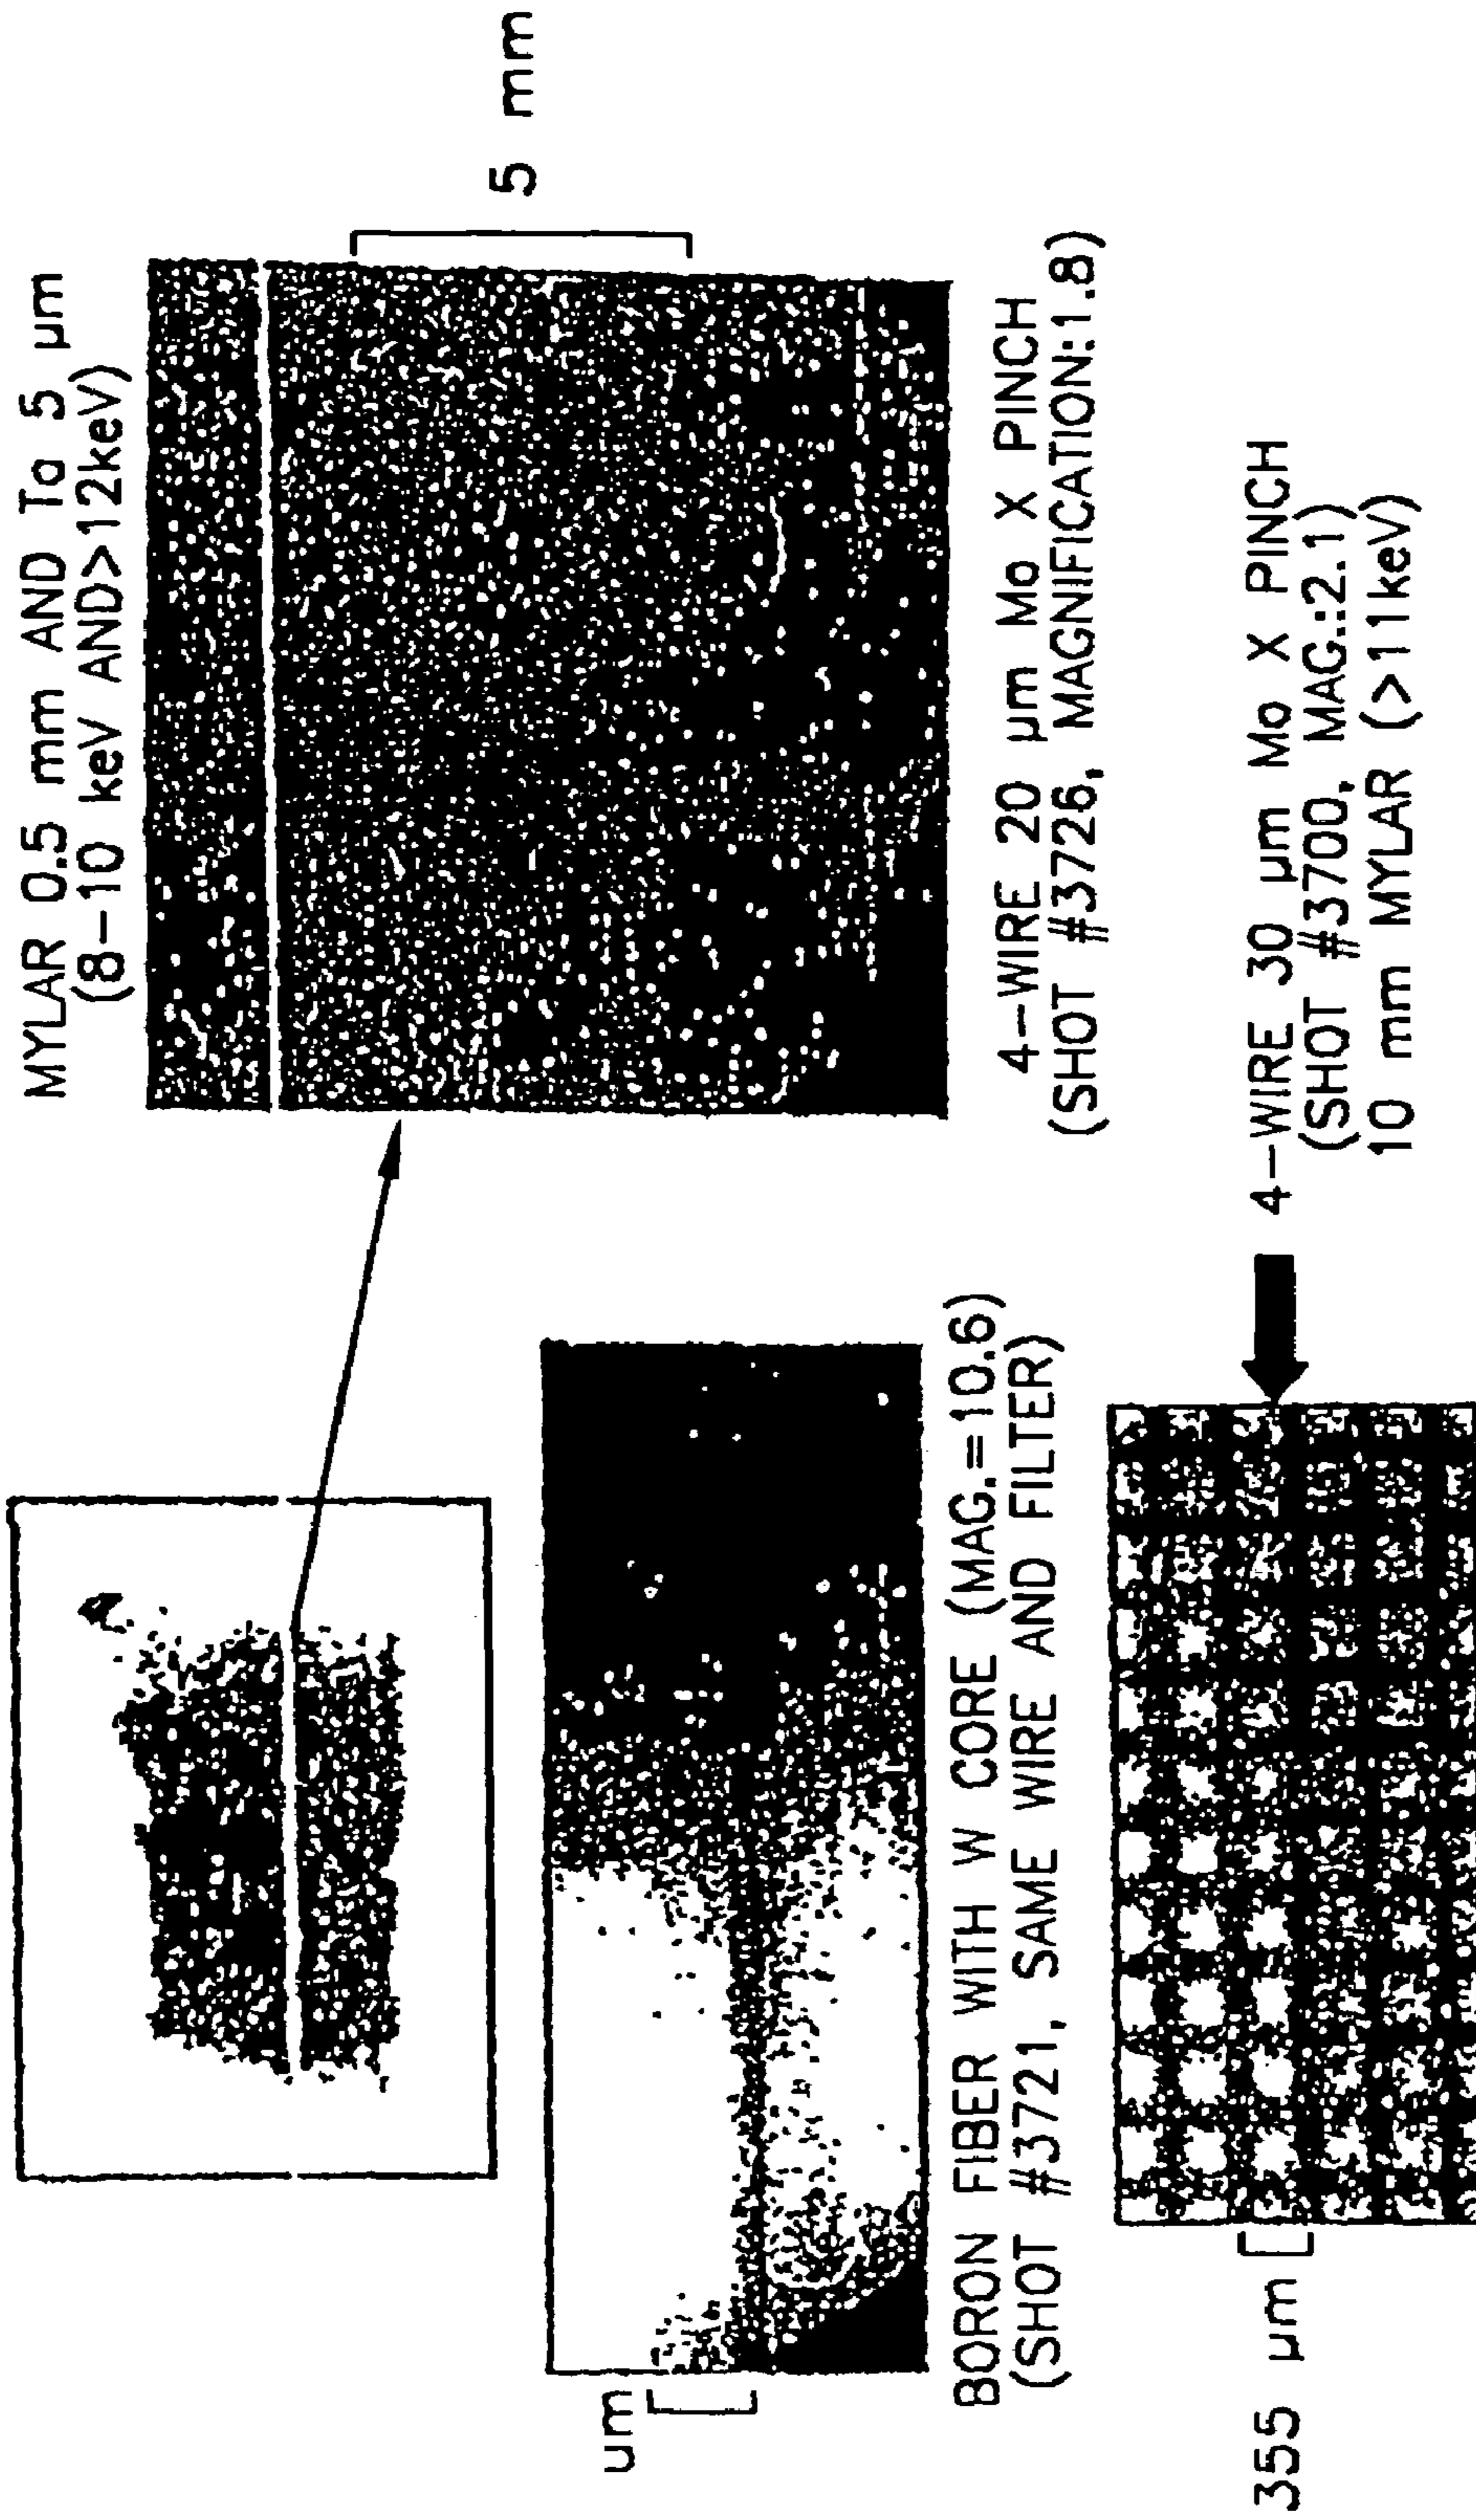 MYLAR 0.5 mm AND Ta 5 µm
(8-10 keV AND>12keV)
5 mm
4-WIRE 20 µm Mo X PINCH
(SHOT #3726, MAGNIFICATION:1.8)
µm
BORON FIBER WITH W CORE (MAG.=10.6)
(SHOT #3721, SAME WIRE AND FILTER)
355 µm
4-WIRE 30 µm Mo X PINCH
(SHOT #3700, MAG.:2.1)
10 mm MYLAR (>11keV)